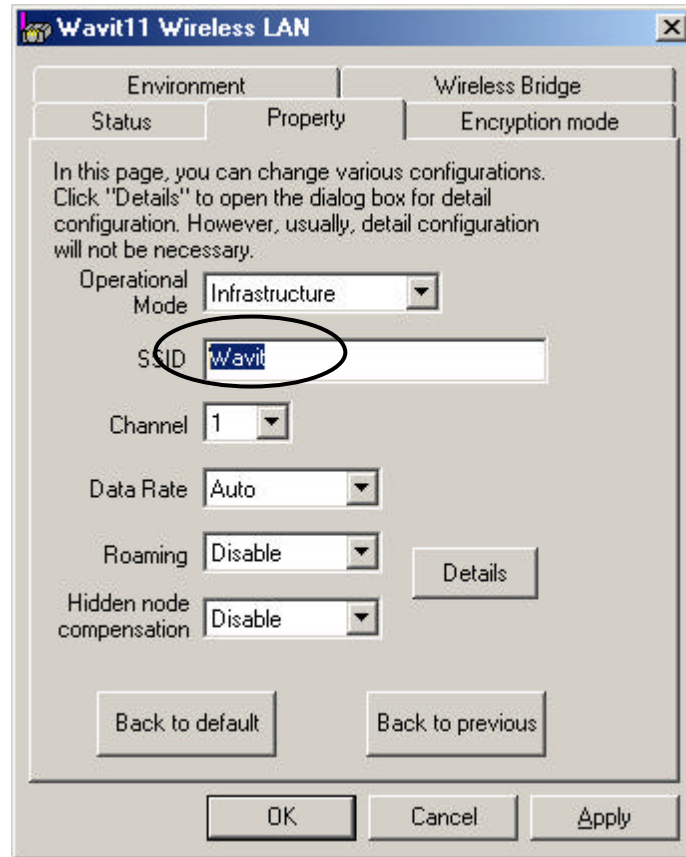 Wavit11 Wireless LAN
Environment
Wireless Bridge
Status
Property
Encryption mode
In this page, you can change various configurations.
Click "Details" to open the dialog box for detail
configuration. However, usually, detail configuration
will not be necessary.
Operational
Mode
Infrastructure
SSID
Wavit
Channel
1
Data Rate
Auto
Roaming
Disable
Details
Hidden node
compensation
Disable
Back to default
Back to previous
OK
Cancel
Apply